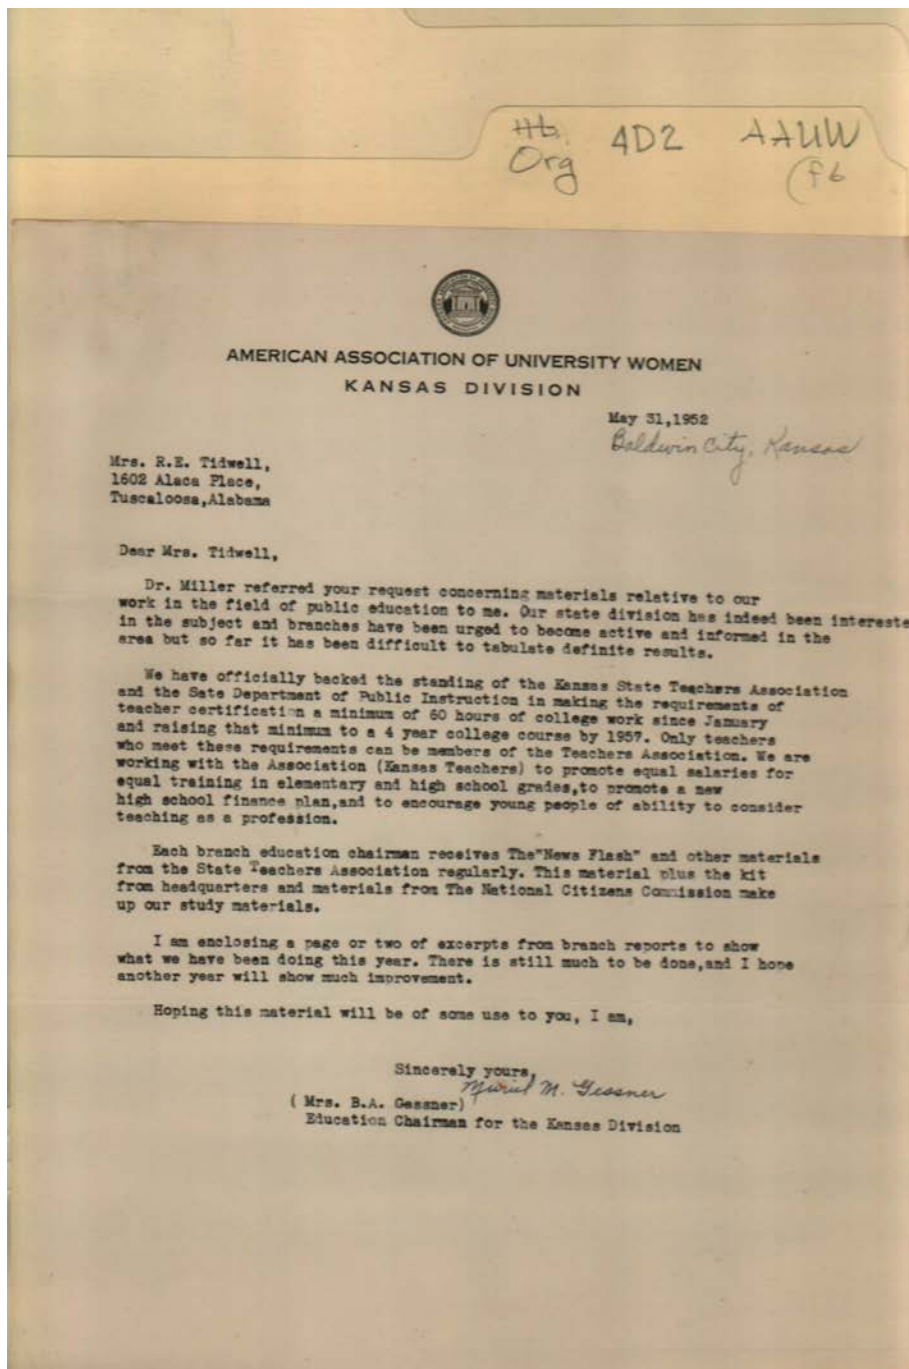 Org 4D2 AAUW
(f6
AMERICAN ASSOCIATION OF UNIVERSITY WOMEN
KANSAS DIVISION
May 31,1952
Baldwin City, Kansas
Mrs. R.E. Tidwell,
1602 Alaca Place,
Tuscaloosa,Alabama
Dear Mrs. Tidwell,
Dr. Miller referred your request concerning materials relative to our
work in the field of public education to me. Our state division has indeed been intereste
in the subject and branches have been urged to become active and informed in the
area but so far it has been difficult to tabulate definite results.
We have officially backed the standing of the Kansas State Teachers Association
and the Sate Department of Public Instruction in making the requirements of
teacher certification a minimum of 60 hours of college work since January
and raising that minimum to a 4 year college course by 1957. Only teachers
who meet these requirements can be members of the Teachers Association. We are
working with the Association (Kansas Teachers) to promote equal salaries for
equal training in elementary and high school grades,to promote a new
high school finance plan,and to encourage young people of ability to consider
teaching as a profession.
Each branch education chairman receives The"News Flash" and other materials
from the State Teachers Association regularly. This material plus the kit
from headquarters and materials from The National Citizens Commission make
up our study materials.
I am enclosing a page or two of excerpts from branch reports to show
what we have been doing this year. There is still much to be done,and I hope
another year will show much improvement.
Hoping this material will be of some use to you, I am,
Sincerely yours,
Muriel M. Gessner
( Mrs. B.A. Gessner)
Education Chairman for the Kansas Division